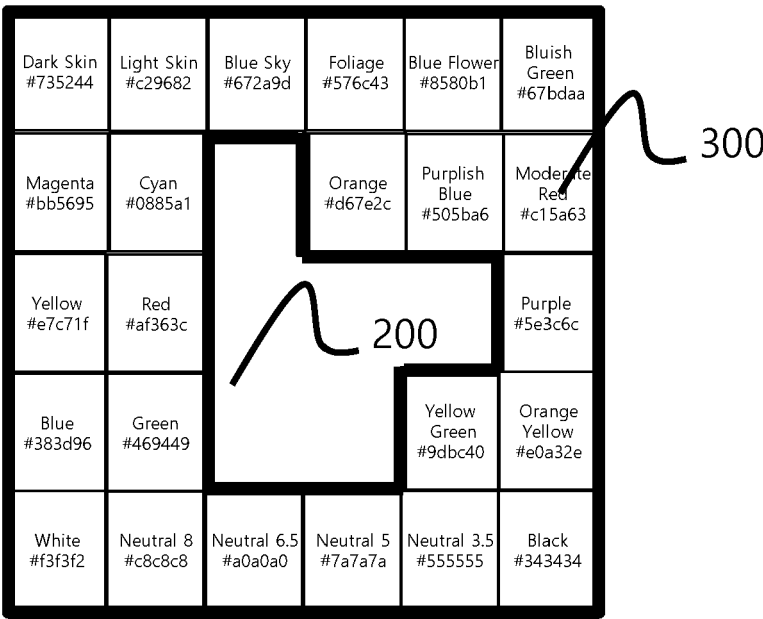 Dark Skin
#735244
Light Skin
#c29682
Blue Sky
#672a9d
Foliage
#576c43
Blue Flower
#8580b1
Bluish
Green
#67bdaa
300
Magenta
#bb5695
Cyan
#0885a1
Orange
#d67e2c
Purplish
Blue
#505ba6
Moderate
Red
#c15a63
Yellow
#e7c71f
Red
#af363c
200
Purple
#5e3c6c
Blue
#383d96
Green
#469449
Yellow
Green
#9dbc40
Orange
Yellow
#e0a32e
White
#f3f3f2
Neutral 8
#c8c8c8
Neutral 6.5
#a0a0a0
Neutral 5
#7a7a7a
Neutral 3.5
#555555
Black
#343434